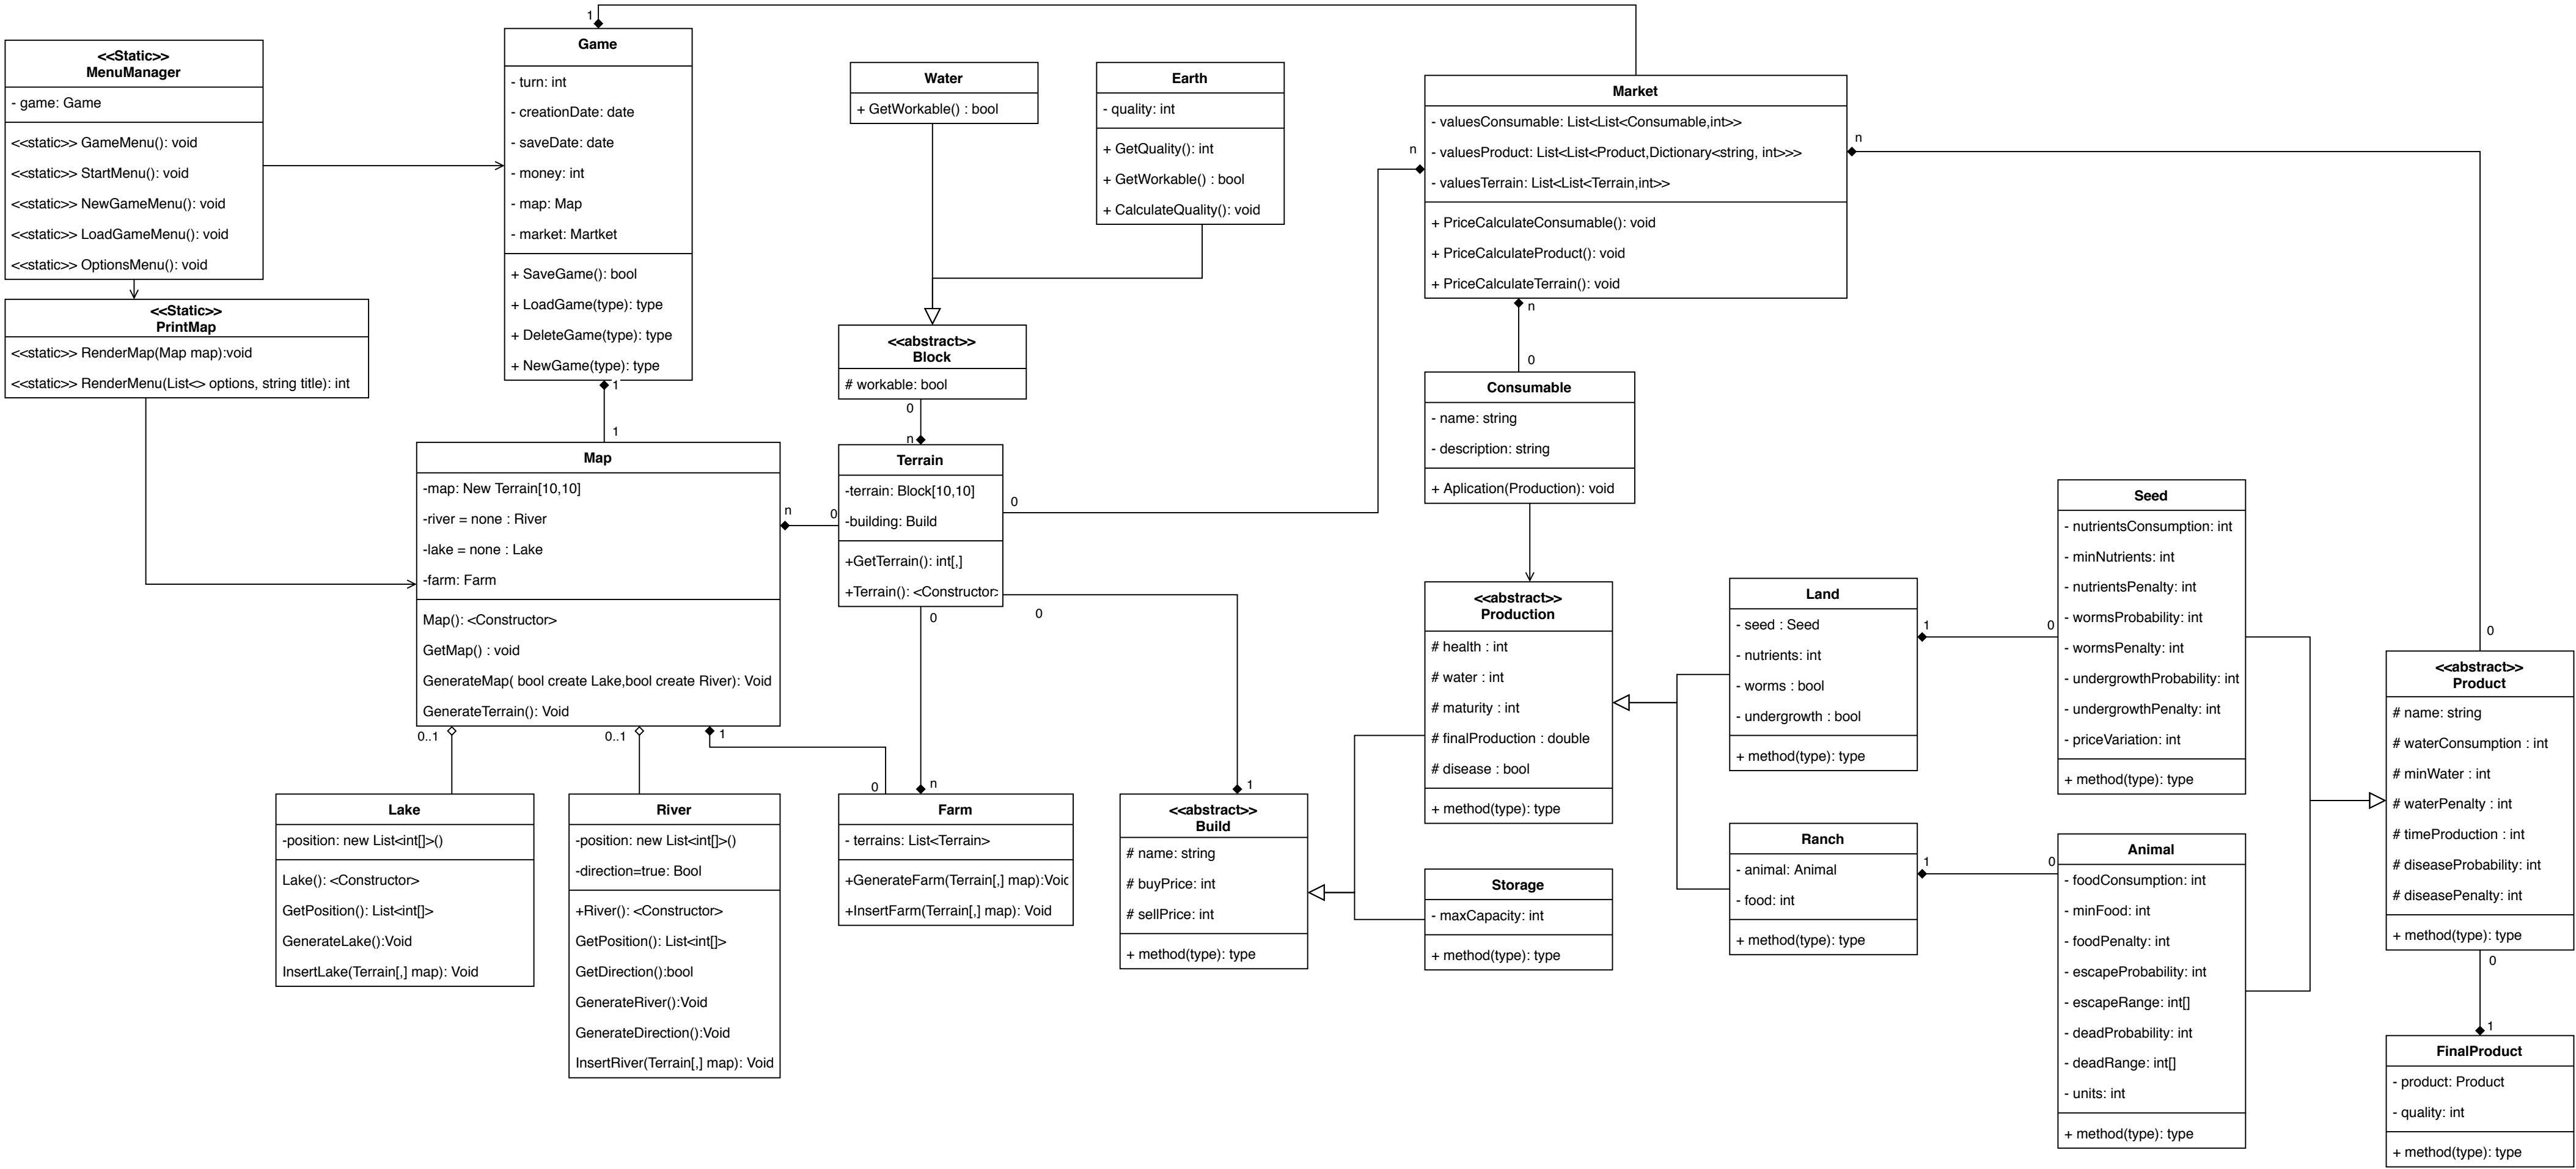 <<Static>>
MenuManager
- game: Game
<<static>> GameMenu(): void
<<static>> StartMenu(): void
<<static>> NewGameMenu(): void
<<static>> LoadGameMenu(): void
<<static>> OptionsMenu(): void
<<Static>>
PrintMap
<<static>> RenderMap(Map map):void
<<static>> RenderMenu(List<> options, string title): int
1
Game
- turn: int
- creationDate: date
- saveDate: date
- money: int
- map: Map
- market: Martket
+ SaveGame(): bool
+ LoadGame(type): type
+ DeleteGame(type): type
+ NewGame(type): type
1
1
Map
-map: New Terrain[10,10]
-river = none : River
-lake = none : Lake
-farm: Farm
Map(): <Constructor>
GetMap() : void
GenerateMap( bool create Lake,bool create River): Void
GenerateTerrain(): Void
0..1
0..1
1
n
0
0
Lake
-position: new List<int[]>()
Lake(): <Constructor>
GetPosition(): List<int[]>
GenerateLake():Void
InsertLake(Terrain[,] map): Void
River
-position: new List<int[]>()
-direction=true: Bool
+River(): <Constructor>
GetPosition(): List<int[]>
GetDirection():bool
GenerateRiver():Void
GenerateDirection():Void
InsertRiver(Terrain[,] map): Void
Water
+ GetWorkable() : bool
Earth
- quality: int
+ GetQuality(): int
+ GetWorkable() : bool
+ CalculateQuality(): void
<<abstract>>
Block
# workable: bool
0
n
Terrain
-terrain: Block[10,10]
-building: Build
+GetTerrain(): int[,]
+Terrain(): <Constructor>
0
0
0
n
Farm
- terrains: List<Terrain>
+GenerateFarm(Terrain[,] map):Voic
+InsertFarm(Terrain[,] map): Void
1
<<abstract>>
Build
# name: string
# buyPrice: int
# sellPrice: int
+ method(type): type
Market
- valuesConsumable: List<List<Consumable,int>>
- valuesProduct: List<List<Product,Dictionary<string, int>>>
- valuesTerrain: List<List<Terrain,int>>
+ PriceCalculateConsumable(): void
+ PriceCalculateProduct(): void
+ PriceCalculateTerrain(): void
n
n
n
0
Consumable
- name: string
- description: string
+ Aplication(Production): void
<<abstract>>
Production
# health : int
# water : int
# maturity : int
# finalProduction : double
# disease : bool
+ method(type): type
Storage
- maxCapacity: int
+ method(type): type
Land
- seed : Seed
- nutrients: int
- worms : bool
- undergrowth : bool
+ method(type): type
1
0
Ranch
- animal: Animal
- food: int
+ method(type): type
1
0
Seed
- nutrientsConsumption: int
- minNutrients: int
- nutrientsPenalty: int
- wormsProbability: int
- wormsPenalty: int
- undergrowthProbability: int
- undergrowthPenalty: int
- priceVariation: int
+ method(type): type
Animal
- foodConsumption: int
- minFood: int
- foodPenalty: int
- escapeProbability: int
- escapeRange: int[]
- deadProbability: int
- deadRange: int[]
- units: int
+ method(type): type
0
<<abstract>>
Product
# name: string
# waterConsumption : int
# minWater : int
# waterPenalty : int
# timeProduction : int
# diseaseProbability: int
# diseasePenalty: int
+ method(type): type
0
1
FinalProduct
- product: Product
- quality: int
+ method(type): type